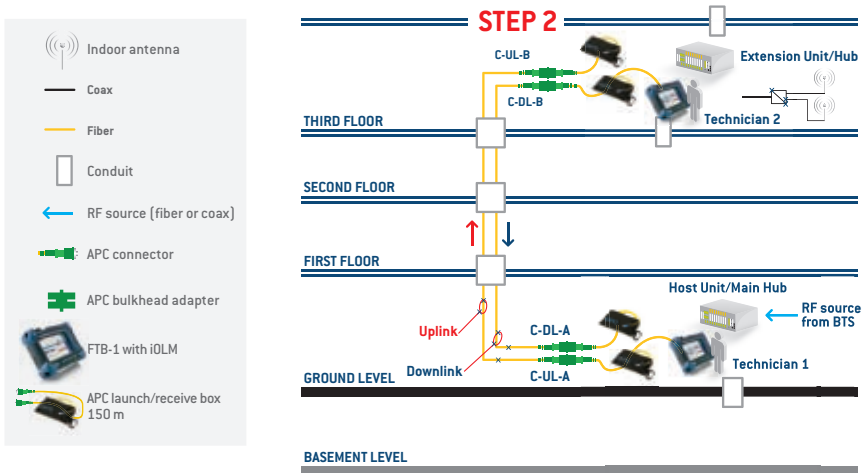 Indoor antenna
Coax
Fiber
Conduit
RF source (fiber or coax)
APC connector
APC bulkhead adapter
FTB-1 with iOLM
APC launch/receive box
150 m
STEP 2
C-UL-B
C-DL-B
Extension Unit/Hub
Technician 2
THIRD FLOOR
SECOND FLOOR
FIRST FLOOR
Host Unit/Main Hub
RF source
from BTS
Uplink
C-DL-A
Downlink
C-UL-A
Technician 1
GROUND LEVEL
BASEMENT LEVEL